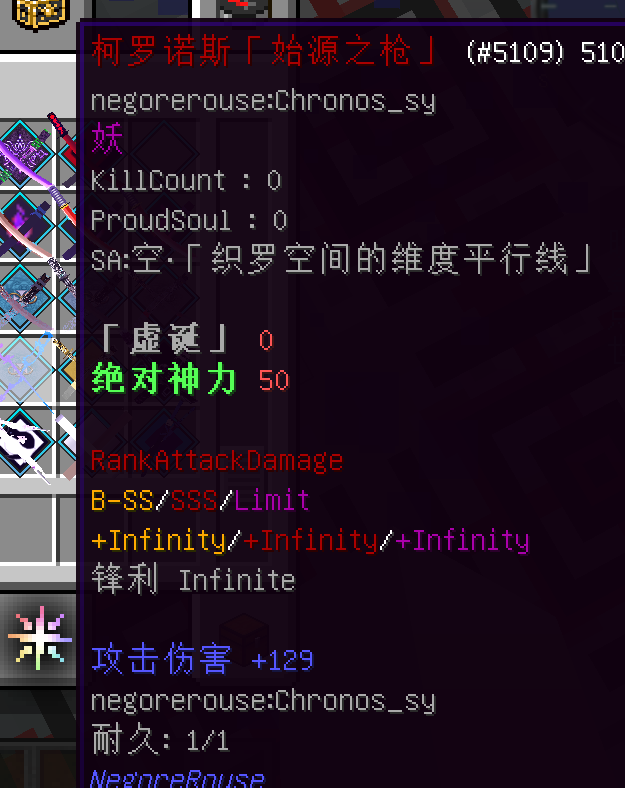 柯罗诺斯「始源之枪」 (#5109) 510
negorerouse:Chronos_sy
妖
KillCount : 0
ProudSoul : 0
SA:空·「织罗空间的维度平行线」
「虚诞」 0
绝对神力 50
RankAttackDamage
B-SS/SSS/Limit
+Infinity/+Infinity/+Infinity
锋利 Infinite
攻击伤害 +129
negorerouse:Chronos_sy
耐久: 1/1
NegoreRouse